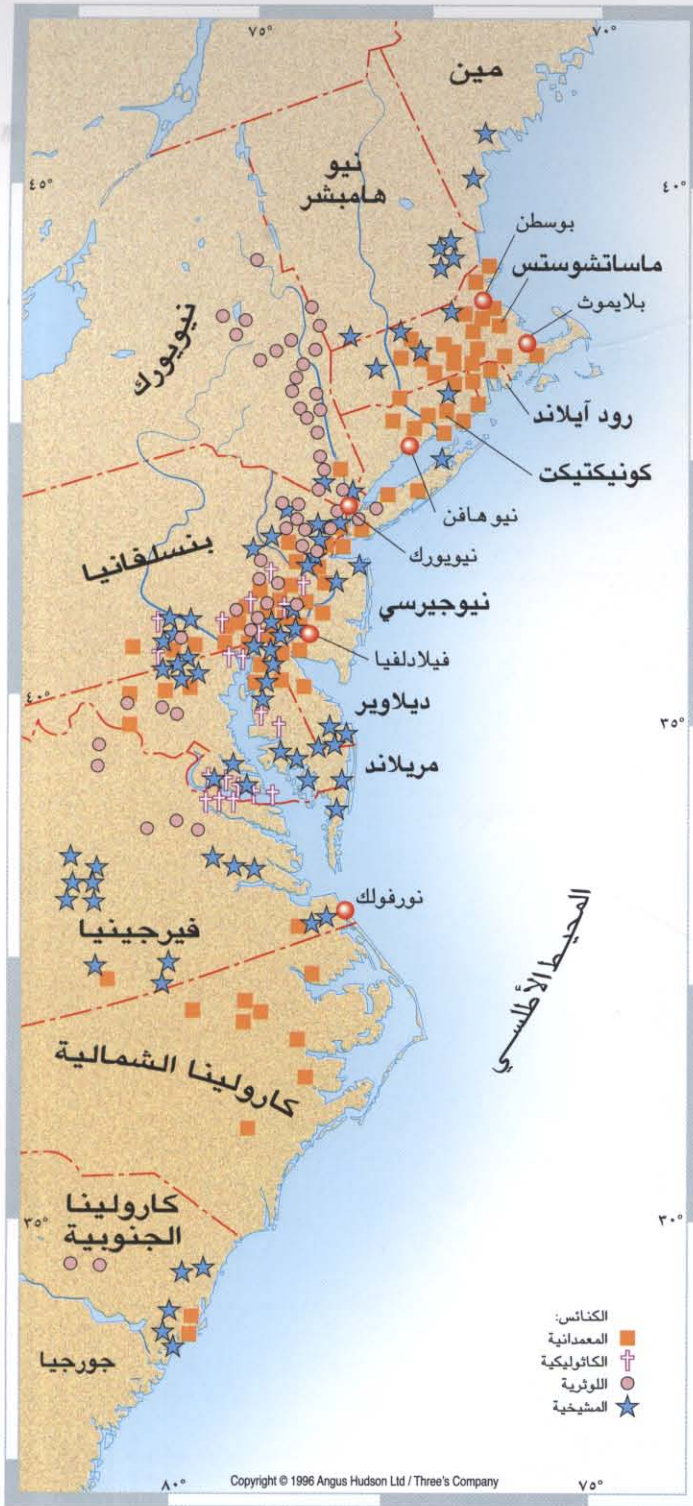 ٧٥°
٧٠°
مين
نيو
هامبشر
٤٥°
٤٠°
بوسطن
ماساتشوستس
بلايموث
نيويورك
رود آيلاند
كونيكتيكت
نيو هافن
نيويورك
بنسلفانيا
نيوجيرسي
فيلادلفيا
٤٠°
٣٥°
ديلاوير
مريلاند
نورفولك
فيرجينيا
المحيط الأطلسي
كارولينا الشمالية
كارولينا
الجنوبية
٣٥°
٣٠°
جورجيا
الكنائس:
المعمدانية
الكاثوليكية
اللوثرية
المشيخية
Copyright © 1996 Angus Hudson Ltd / Three's Company
٨٠°
٧٥°